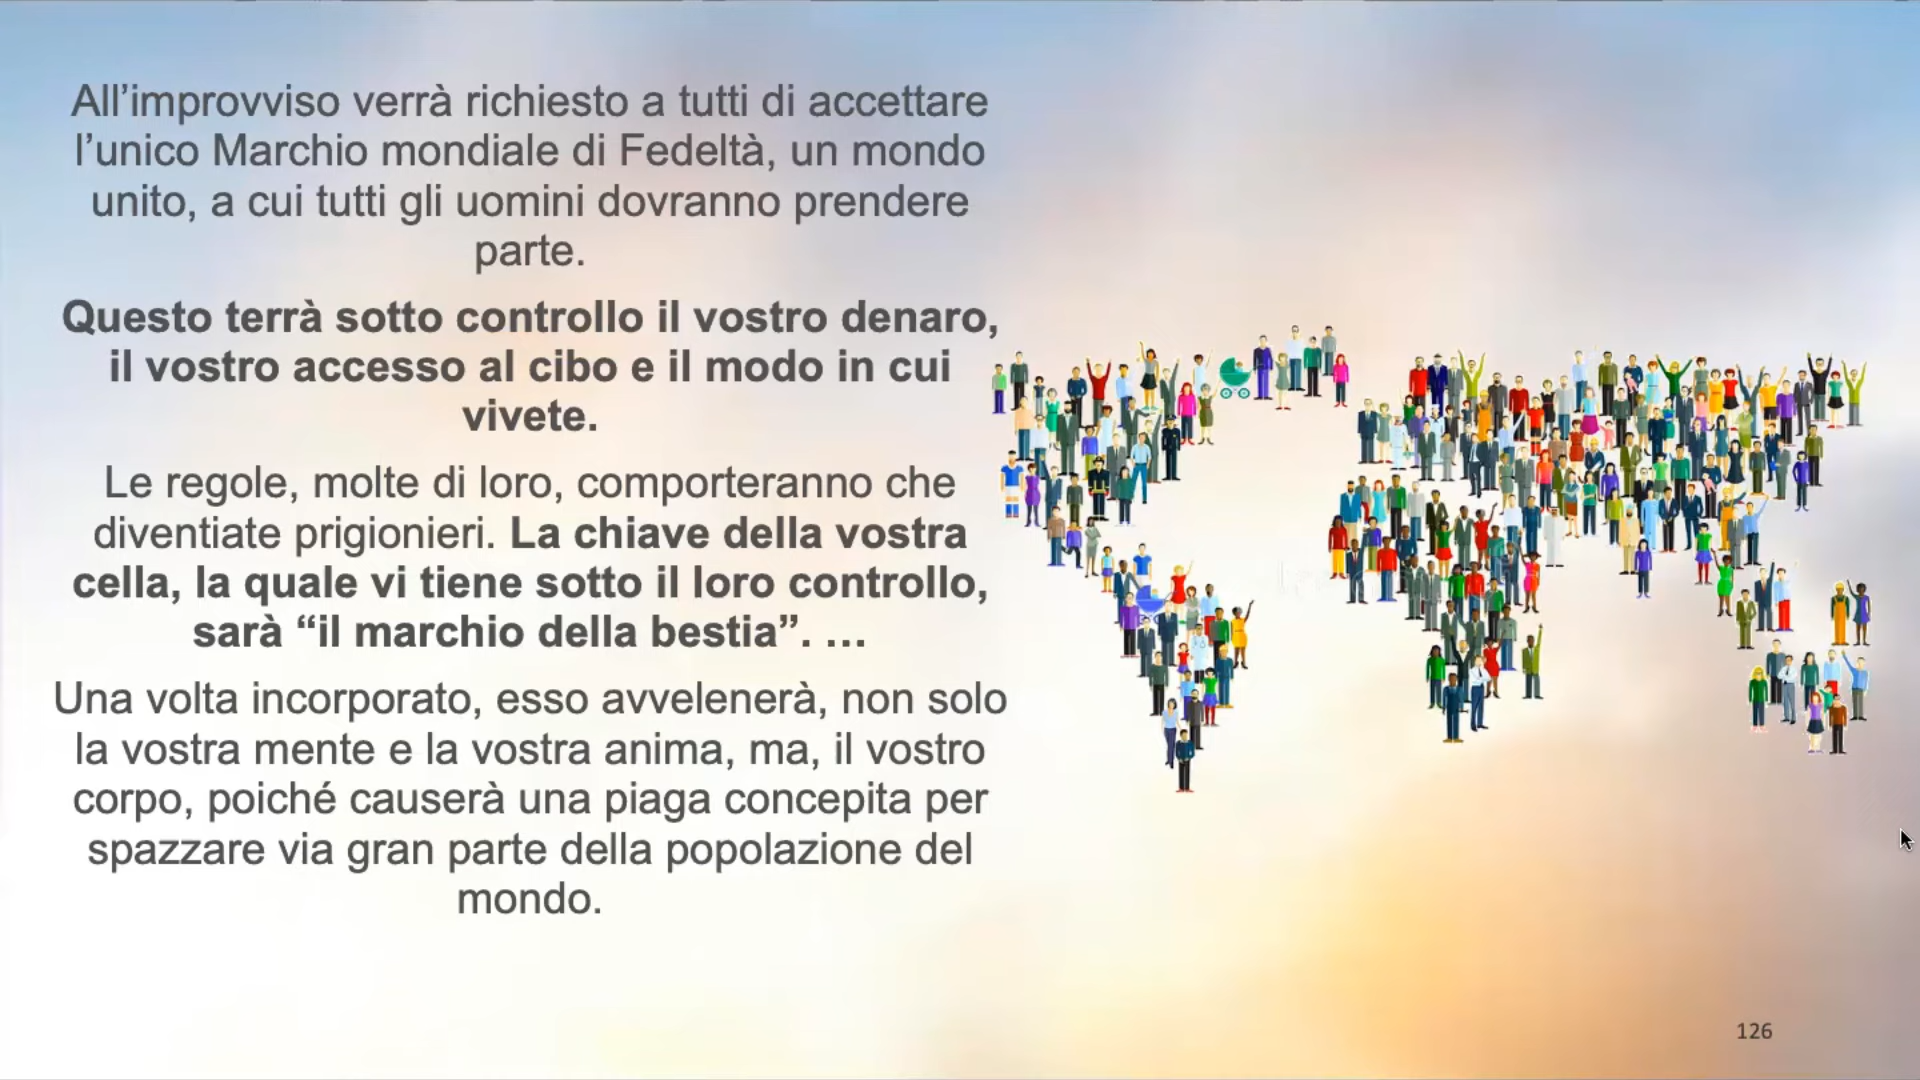 All’improvviso verrà richiesto a tutti di accettare
l’unico Marchio mondiale di Fedeltà, un mondo
unito, a cui tutti gli uomini dovranno prendere
parte.
Questo terrà sotto controllo il vostro denaro,
il vostro accesso al cibo e il modo in cui
vivete.
Le regole, molte di loro, comporteranno che
diventiate prigionieri. La chiave della vostra
cella, la quale vi tiene sotto il loro controllo,
sarà “il marchio della bestia”. …
Una volta incorporato, esso avvelenerà, non solo
la vostra mente e la vostra anima, ma, il vostro
corpo, poiché causerà una piaga concepita per
spazzare via gran parte della popolazione del
mondo.
126